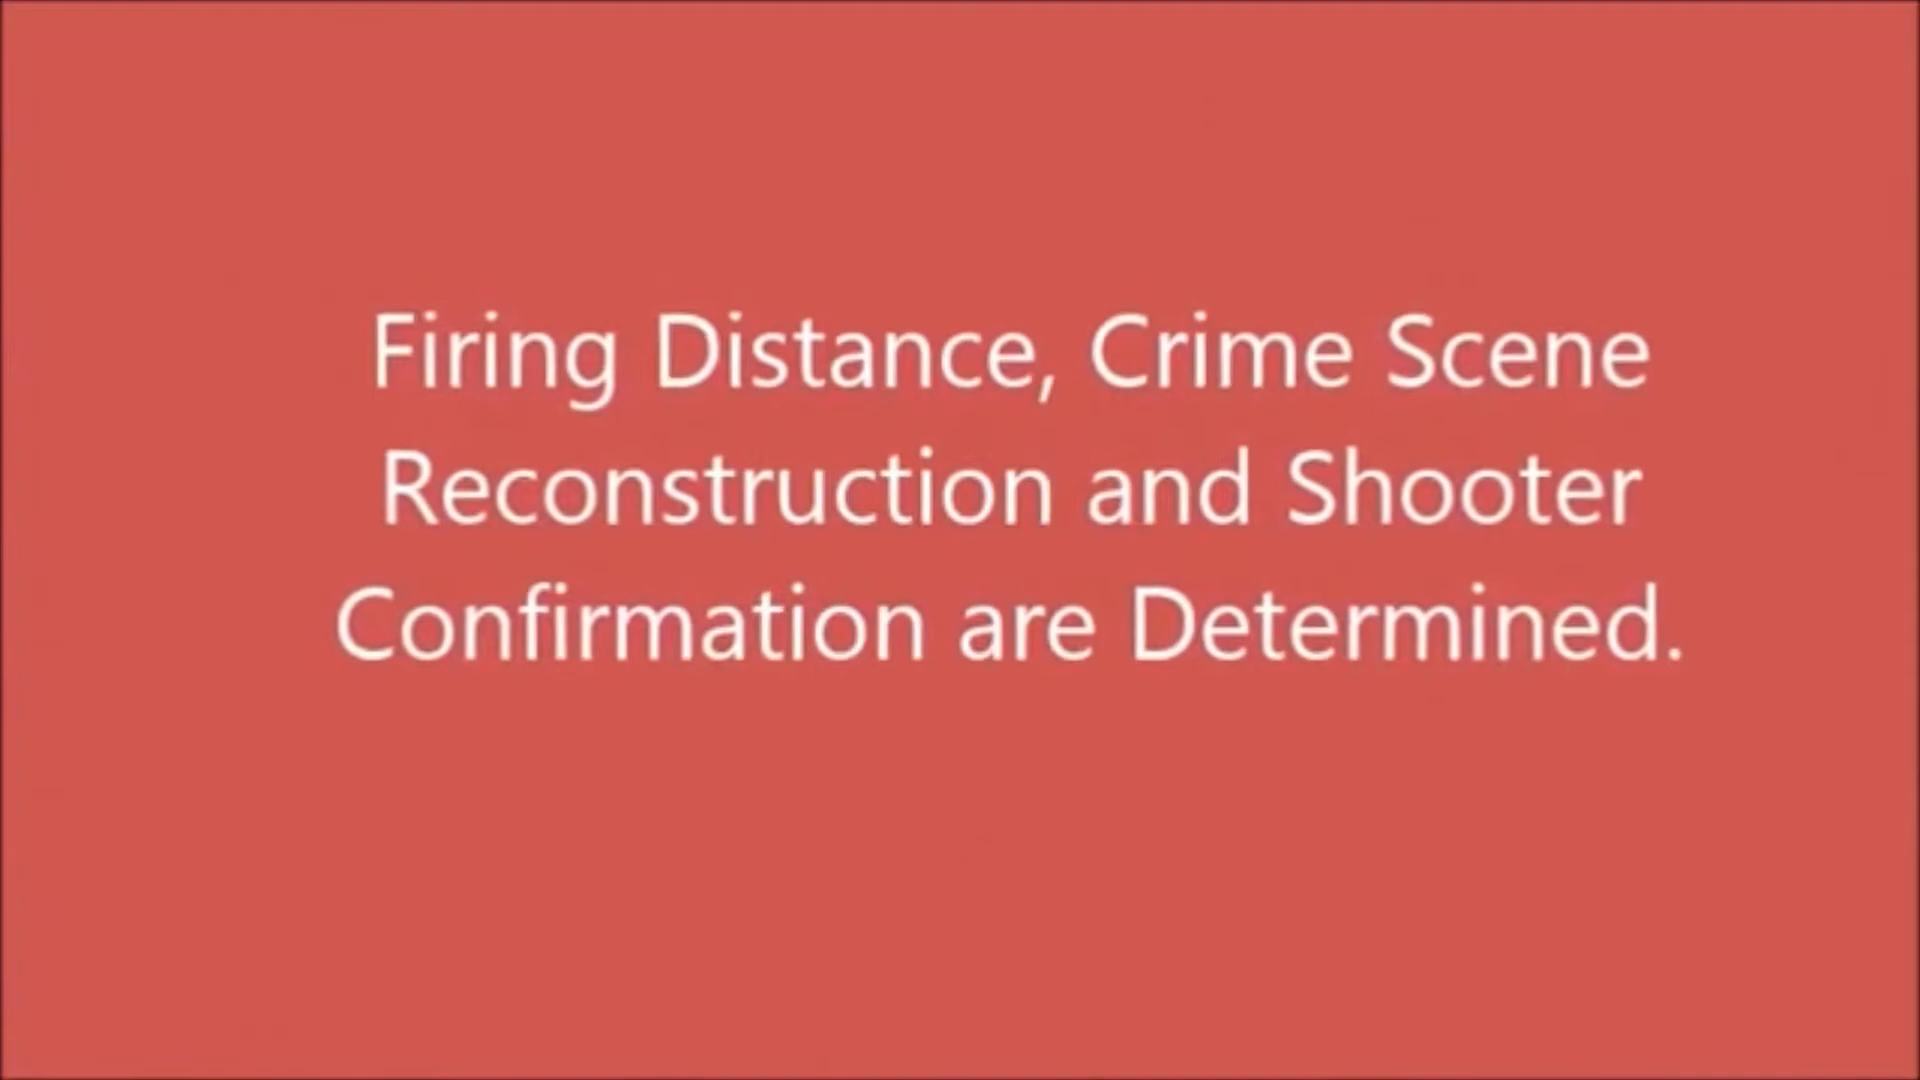 Firing Distance, Crime Scene
Reconstruction and Shooter
Confirmation are Determined.